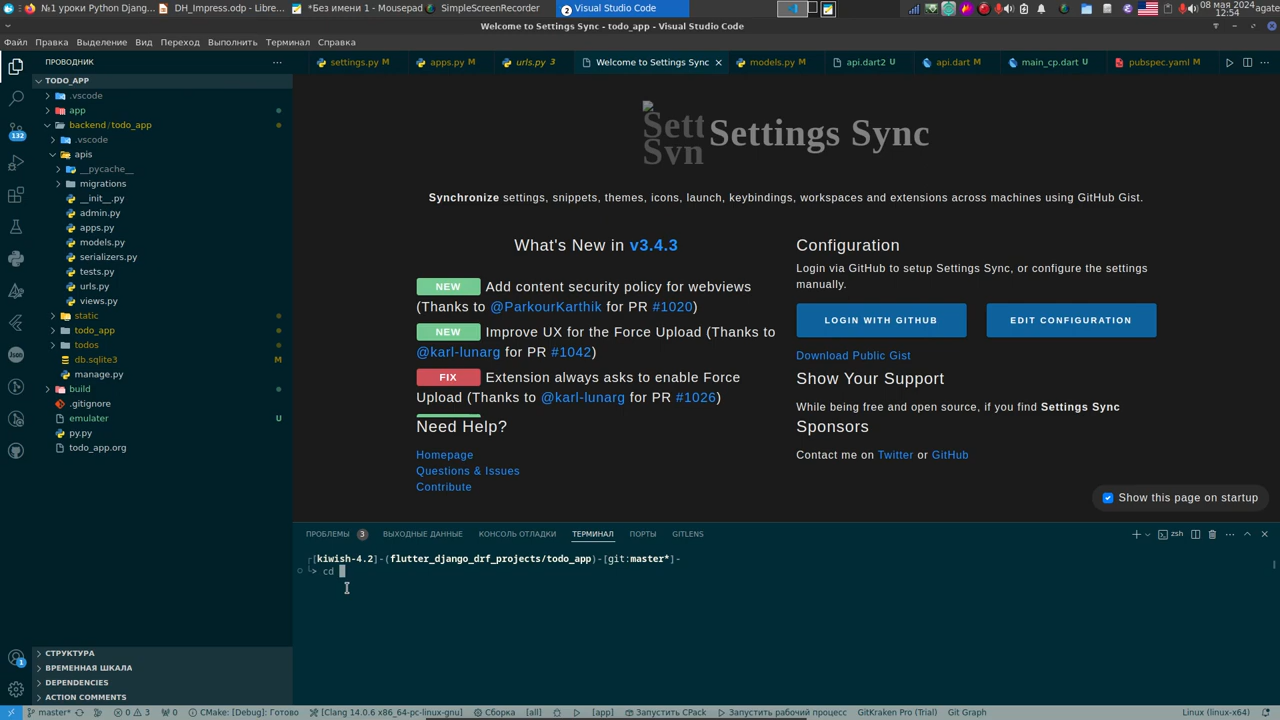 №1 уроки Python Djang...
DH_Impress.odp - Libre...
*Без имени 1 - Mousepad
SimpleScreenRecorder
2 Visual Studio Code
08 мая 2024
12:54
agate
Welcome to Settings Sync - todo_app - Visual Studio Code
Файл Правка Выделение Вид Переход Выполнить Терминал Справка
ПРОВОДНИК
settings.py M
apps.py M
urls.py 3
Welcome to Settings Sync
models.py M
api.dart2 U
api.dart U
main_cp.dart U
pubspec.yaml M
TODO_APP
.vscode
app
backend / todo_app
.vscode
apis
__pycache__
migrations
__init__.py
admin.py
apps.py
models.py
serializers.py
tests.py
urls.py
views.py
static
todo_app
todos
db.sqlite3 M
manage.py
build
.gitignore
emulater U
py.py
todo_app.org
132
Json
1
СТРУКТУРА
ВРЕМЕННАЯ ШКАЛА
DEPENDENCIES
ACTION COMMENTS
Sett
Syn
Settings Sync
Synchronize settings, snippets, themes, icons, launch, keybindings, workspaces and extensions across machines using GitHub Gist.
What's New in v3.4.3
NEW Add content security policy for webviews
(Thanks to @ParkourKarthik for PR #1020)
NEW Improve UX for the Force Upload (Thanks to
@karl-lunarg for PR #1042)
FIX Extension always asks to enable Force
Upload (Thanks to @karl-lunarg for PR #1026)
Need Help?
Homepage
Questions & Issues
Contribute
Configuration
Login via GitHub to setup Settings Sync, or configure the settings
manually.
LOGIN WITH GITHUB
EDIT CONFIGURATION
Download Public Gist
Show Your Support
While being free and open source, if you find Settings Sync
Sponsors
Contact me on Twitter or GitHub
Show this page on startup
ПРОБЛЕМЫ 3 ВЫХОДНЫЕ ДАННЫЕ КОНСОЛЬ ОТЛАДКИ ТЕРМИНАЛ ПОРТЫ GITLENS
zsh
[kiwish-4.2]-(flutter_django_drf_projects/todo_app)-[git:master*]-
> cd
master* 0 3 0 CMake: [Debug]: Готово [Clang 14.0.6 x86_64-pc-linux-gnu] Сборка [all] [app] Запустить CPack Запустить рабочий процесс GitKraken Pro (Trial) Git Graph Linux (linux-x64)